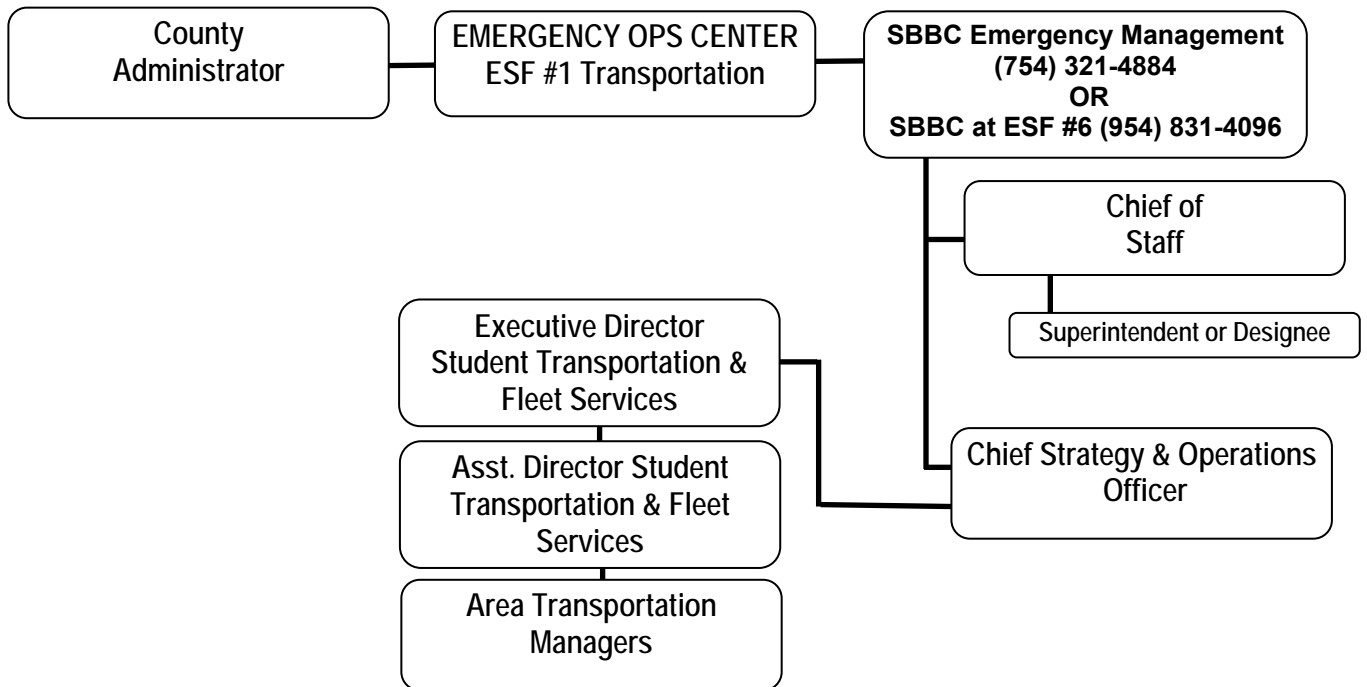 County
Administrator
EMERGENCY OPS CENTER
ESF #1 Transportation
SBBC Emergency Management
(754) 321-4884
OR
SBBC at ESF #6 (954) 831-4096
Chief of
Staff
Superintendent or Designee
Executive Director
Student Transportation &
Fleet Services
Chief Strategy & Operations
Officer
Asst. Director Student
Transportation & Fleet
Services
Area Transportation
Managers